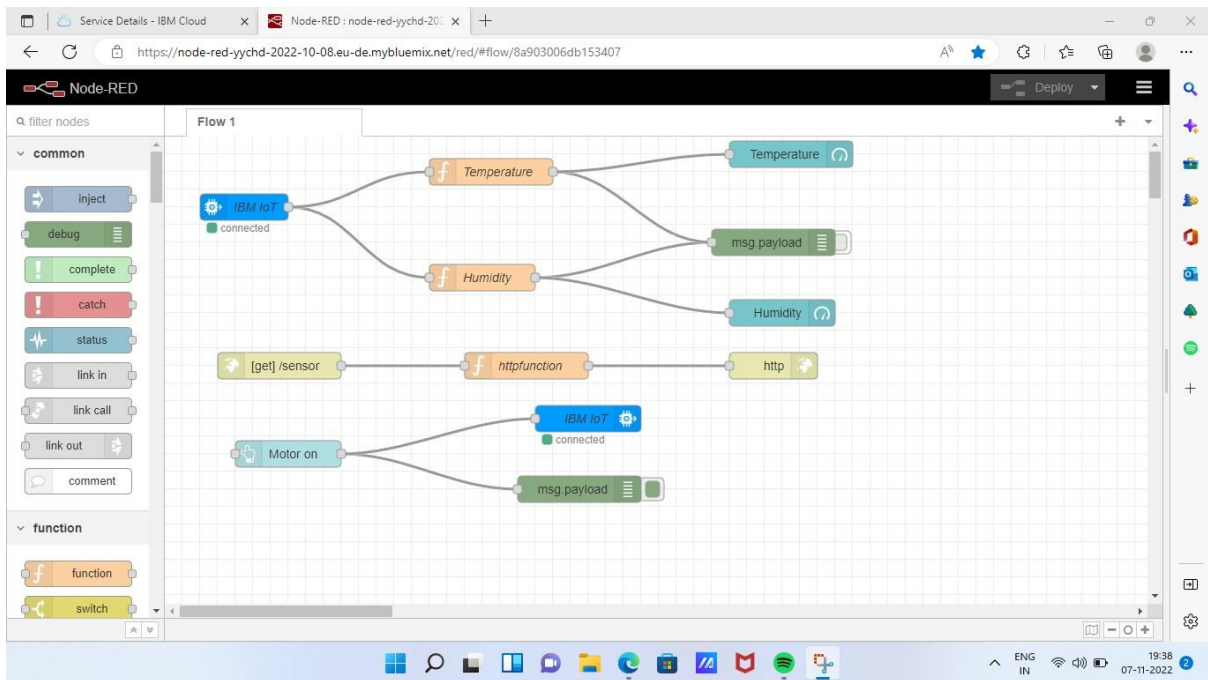 Service Details - IBM Cloud
Node-RED : node-red-yychd-202
https://node-red-yychd-2022-10-08.eu-de.mybluemix.net/red/#flow/8a903006db153407
Node-RED
Deploy
filter nodes
Flow 1
common
inject
debug
complete
catch
status
link in
link call
link out
comment
function
function
switch
IBM IoT
connected
Temperature
Temperature
msg.payload
Humidity
Humidity
[get] /sensor
httpfunction
http
Motor on
IBM IoT
connected
msg.payload
ENG
IN
19:38
07-11-2022
2